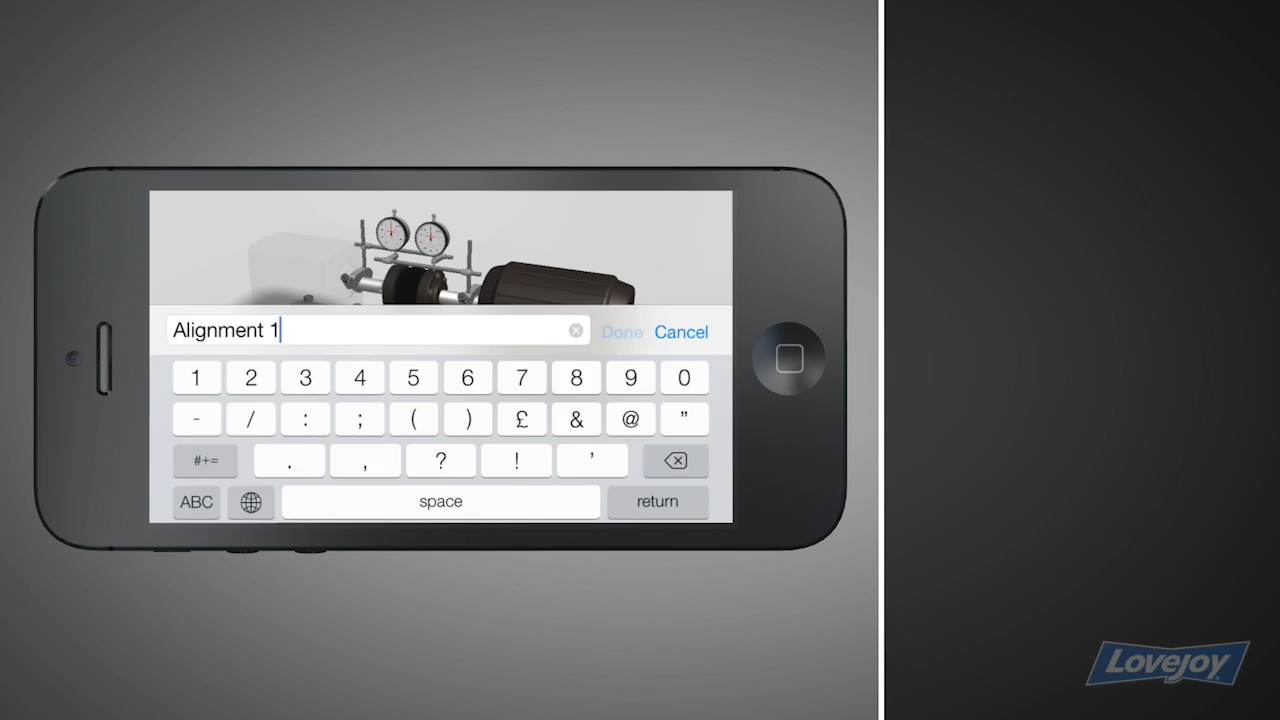 Alignment 1 Done Cancel
1 2 3 4 5 6 7 8 9 0
- / : ; ( ) £ & @ ”
#+= . , ? ! ’
ABC space return
Lovejoy